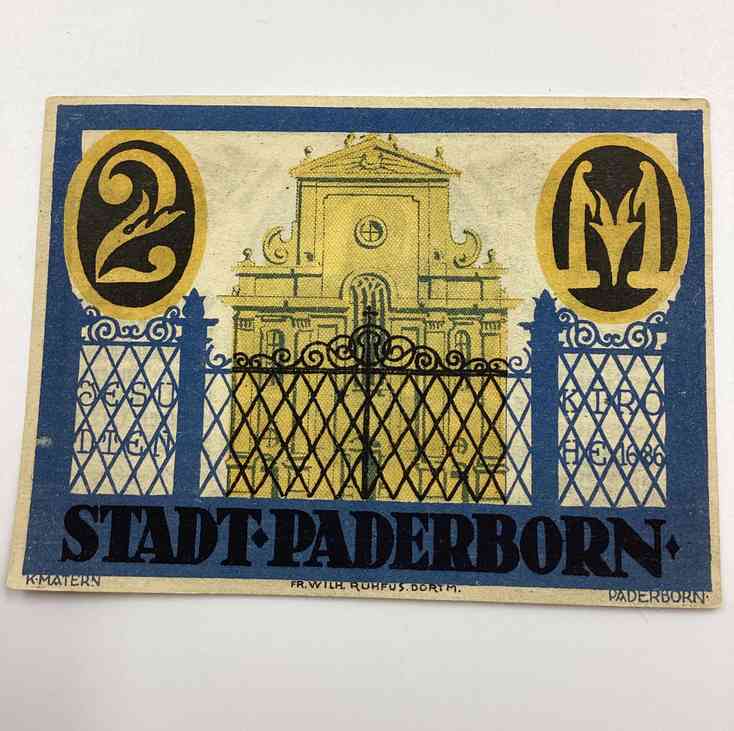 2 M
JESU KIRC
ITEN HE 1686
STADT·PADERBORN·
K·MATERN FR. WILH. RUHFUS. DORTM. PADERBORN·